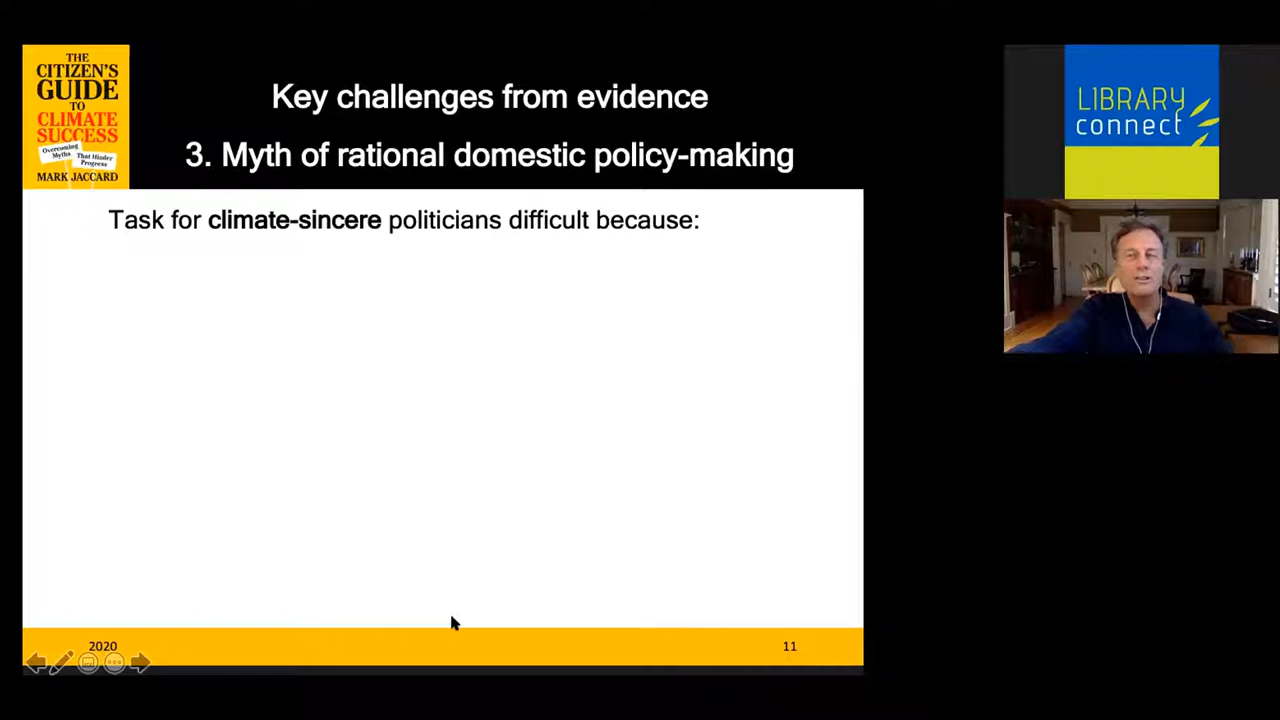 THE
CITIZEN'S
GUIDE
TO
CLIMATE
SUCCESS
Overcoming
Myths
That Hinder
Progress
MARK JACCARD
Key challenges from evidence
3. Myth of rational domestic policy-making
Task for climate-sincere politicians difficult because:
2020
11
LIBRARY
connect